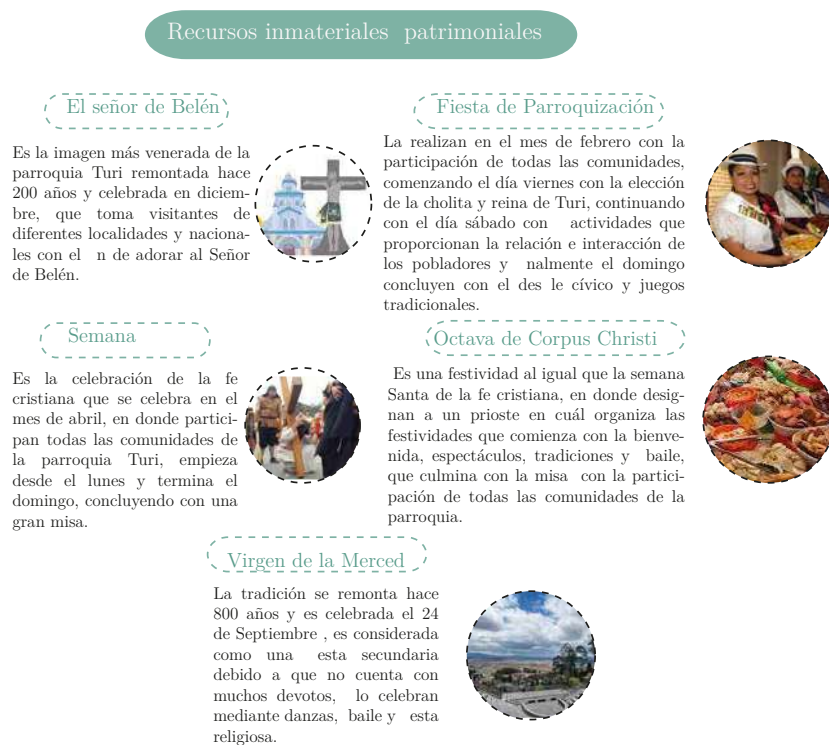 Recursos inmateriales patrimoniales
El señor de Belén
Es la imagen más venerada de la
parroquia Turi remontada hace
200 años y celebrada en diciem-
bre, que toma visitantes de
diferentes localidades y naciona-
les con el n de adorar al Señor
de Belén.
Fiesta de Parroquización
La realizan en el mes de febrero con la
participación de todas las comunidades,
comenzando el día viernes con la elección
de la cholita y reina de Turi, continuando
con el día sábado con actividades que
proporcionan la relación e interacción de
los pobladores y nalmente el domingo
concluyen con el des le cívico y juegos
tradicionales.
Semana
Es la celebración de la fe
cristiana que se celebra en el
mes de abril, en donde partici-
pan todas las comunidades de
la parroquia Turi, empieza
desde el lunes y termina el
domingo, concluyendo con una
gran misa.
Octava de Corpus Christi
Es una festividad al igual que la semana
Santa de la fe cristiana, en donde desig-
nan a un prioste en cuál organiza las
festividades que comienza con la bienve-
nida, espectáculos, tradiciones y baile,
que culmina con la misa con la partici-
pación de todas las comunidades de la
parroquia.
Virgen de la Merced
La tradición se remonta hace
800 años y es celebrada el 24
de Septiembre , es considerada
como una esta secundaria
debido a que no cuenta con
muchos devotos, lo celebran
mediante danzas, baile y esta
religiosa.